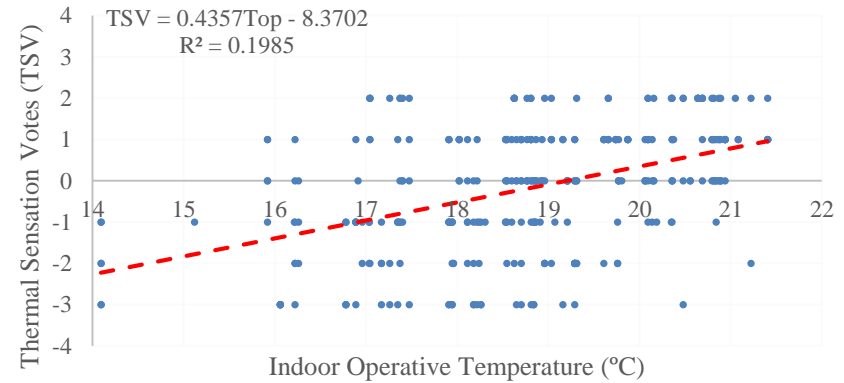 TSV = 0.4357Top - 8.3702
R² = 0.1985
4
3
2
1
0
-1
-2
-3
-4
14 15 16 17 18 19 20 21 22
Thermal Sensation Votes (TSV)
Indoor Operative Temperature (ºC)